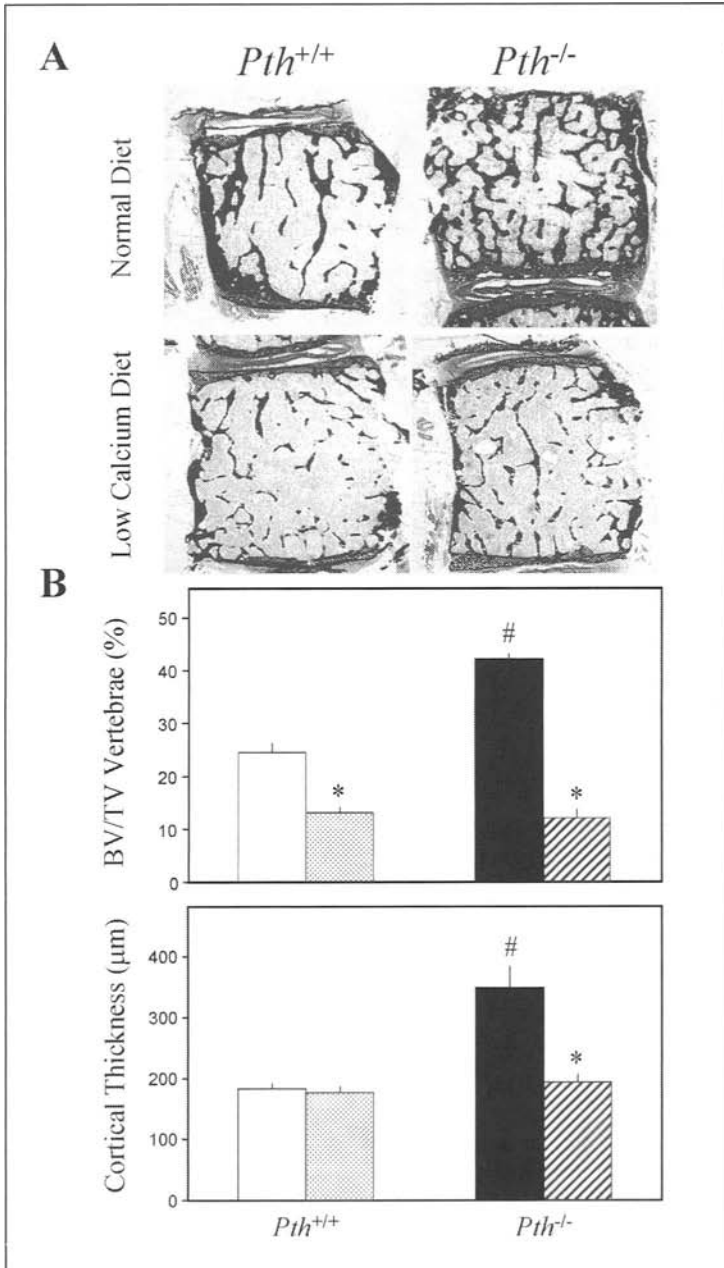 A
Pth+/+ Pth-/-
Normal Diet
Low Calcium Diet
B
BV/TV Vertebrae (%)
50
40
30
20
10
0
*
#
*
Cortical Thickness (µm)
400
300
200
100
0
#
*
Pth+/+ Pth-/-